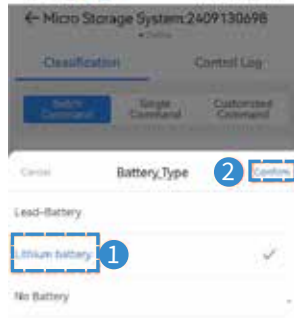 ← Micro Storage System:2409130698
Online
Classification Control Log
Batch Command Single Command Customized Command
Cancel Battery_Type 2 Confirm
Lead-Battery
Lithium battery 1
No Battery